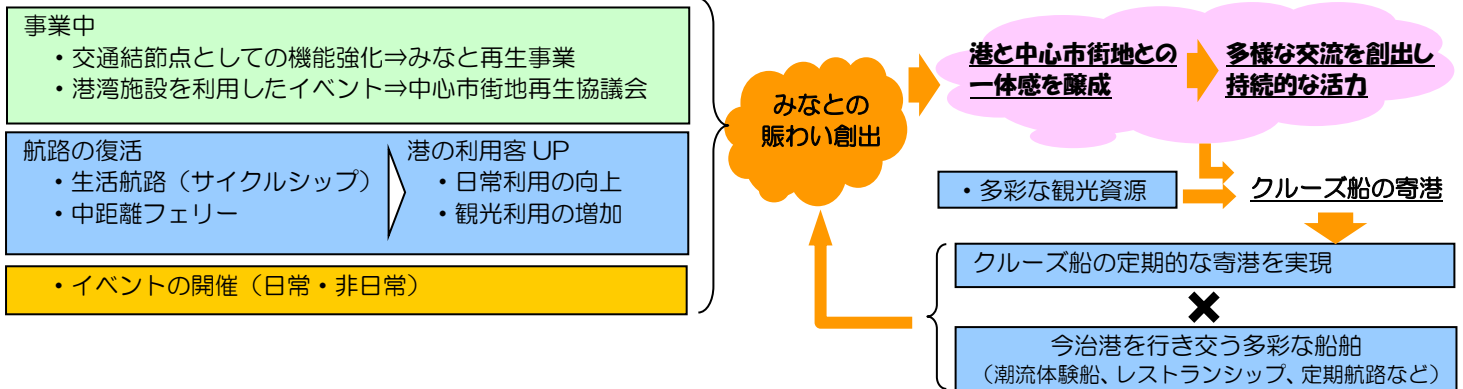 事業中
・交通結節点としての機能強化⇒みなと再生事業
・港湾施設を利用したイベント⇒中心市街地再生協議会
航路の復活
・生活航路（サイクルシップ）
・中距離フェリー
港の利用客 UP
・日常利用の向上
・観光利用の増加
・イベントの開催（日常・非日常）
みなとの
賑わい創出
港と中心市街地との
一体感を醸成
多様な交流を創出し
持続的な活力
・多彩な観光資源
クルーズ船の寄港
クルーズ船の定期的な寄港を実現
×
今治港を行き交う多彩な船舶
（潮流体験船、レストランシップ、定期航路など）